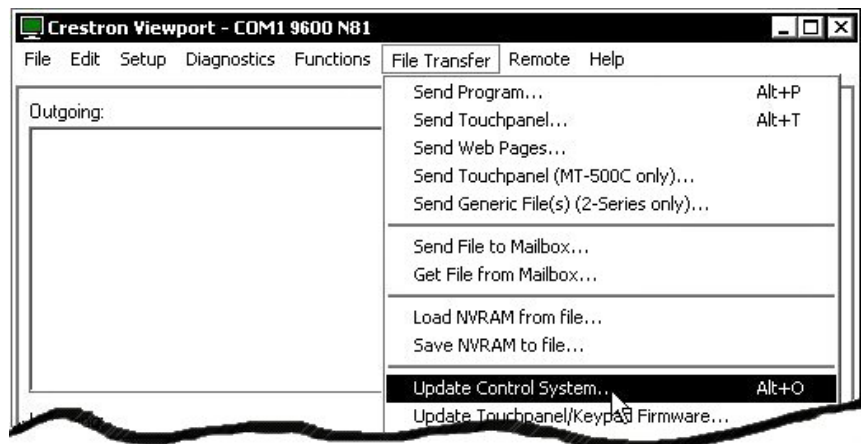 Crestron Viewport - COM1 9600 N81
File Edit Setup Diagnostics Functions File Transfer Remote Help
Outgoing:
Send Program... Alt+P
Send Touchpanel... Alt+T
Send Web Pages...
Send Touchpanel (MT-500C only)...
Send Generic File(s) (2-Series only)...
Send File to Mailbox...
Get File from Mailbox...
Load NVRAM from file...
Save NVRAM to file...
Update Control System... Alt+O
Update Touchpanel/Keypad Firmware...